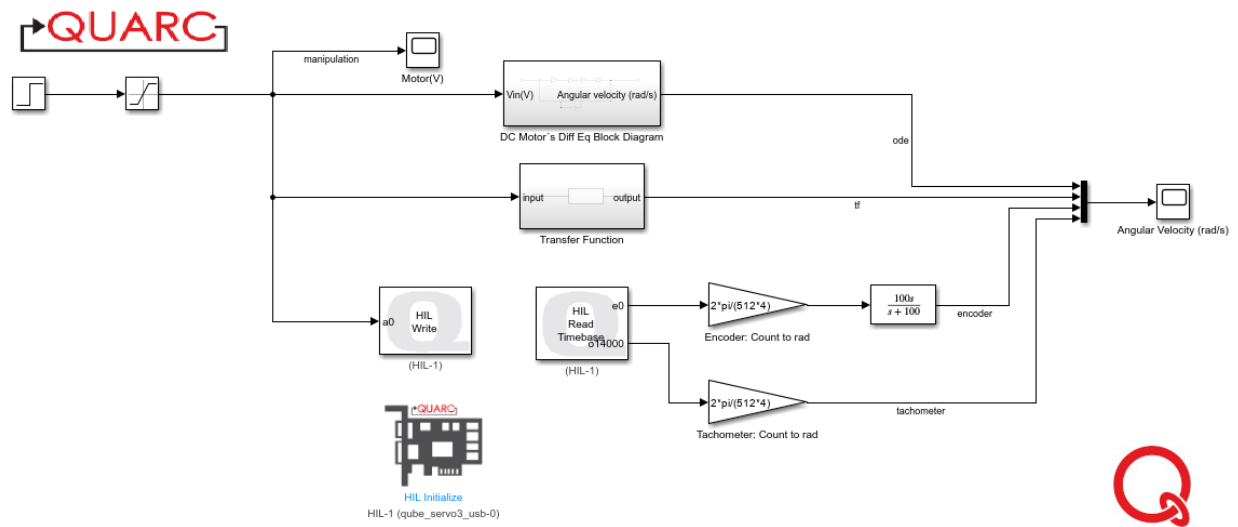 QUARC
manipulation
Motor(V)
Vin(V)
Angular velocity (rad/s)
DC Motor´s Diff Eq Block Diagram
ode
input
output
Transfer Function
tf
Angular Velocity (rad/s)
a0
HIL
Write
(HIL-1)
HIL
Read
Timebase
e0
o14000
(HIL-1)
2*pi/(512*4)
Encoder: Count to rad
100s
s + 100
encoder
2*pi/(512*4)
Tachometer: Count to rad
tachometer
QUARC
HIL Initialize
HIL-1 (qube_servo3_usb-0)